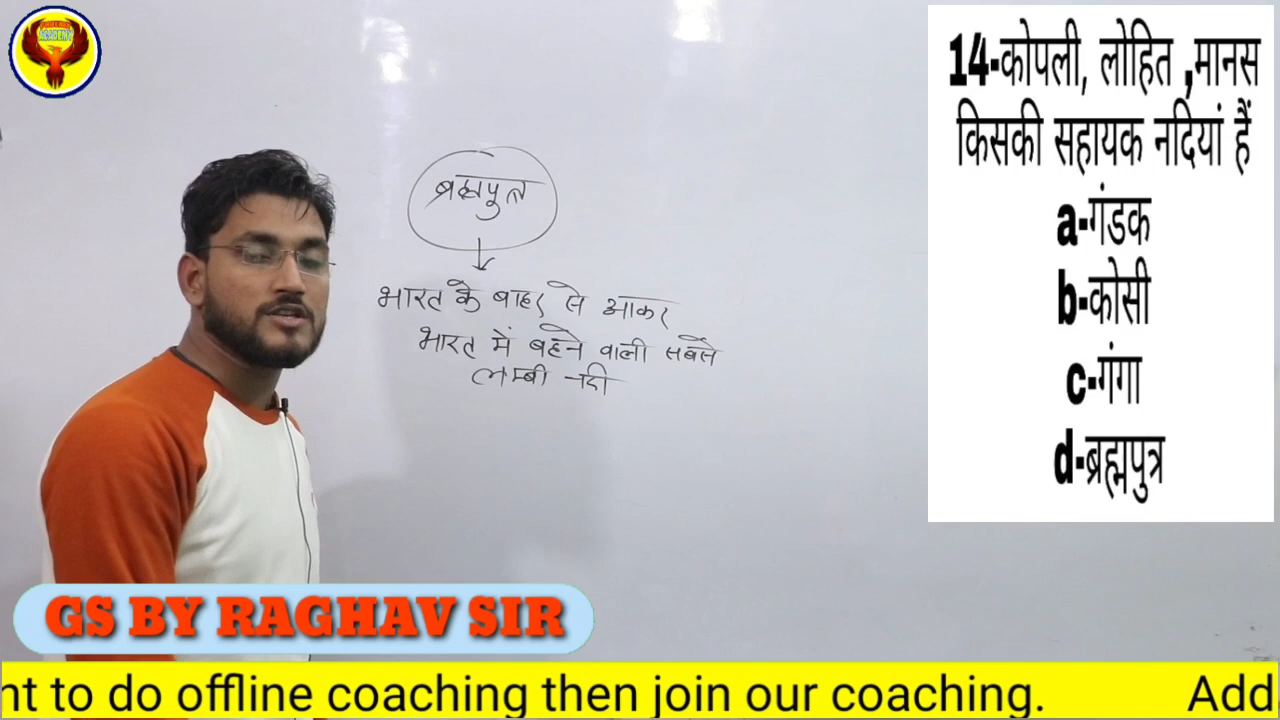 ACADEMY
ब्रह्मपुत्र
भारत के बाहर से आकर
भारत में बहने वाली सबसे
लम्बी नदी
14-कोपली, लोहित ,मानस
किसकी सहायक नदियां हैं
a-गंडक
b-कोसी
c-गंगा
d-ब्रह्मपुत्र
GS BY RAGHAV SIR
nt to do offline coaching then join our coaching. Add